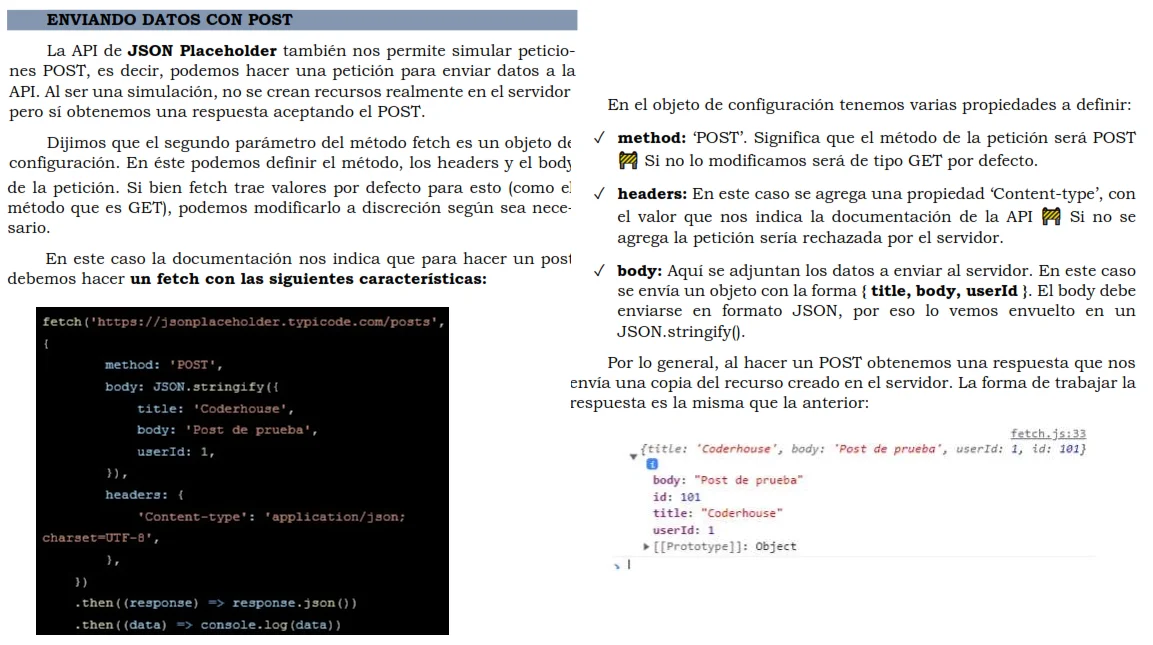 ENVIANDO DATOS CON POST
La API de JSON Placeholder también nos permite simular peticio-
nes POST, es decir, podemos hacer una petición para enviar datos a la
API. Al ser una simulación, no se crean recursos realmente en el servidor
pero sí obtenemos una respuesta aceptando el POST.
Dijimos que el segundo parámetro del método fetch es un objeto de
configuración. En éste podemos definir el método, los headers y el body
de la petición. Si bien fetch trae valores por defecto para esto (como el
método que es GET), podemos modificarlo a discreción según sea nece-
sario.
En este caso la documentación nos indica que para hacer un post
debemos hacer un fetch con las siguientes características:
fetch('https://jsonplaceholder.typicode.com/posts',
{
method: 'POST',
body: JSON.stringify({
title: 'Coderhouse',
body: 'Post de prueba',
userId: 1,
}),
headers: {
'Content-type': 'application/json;
charset=UTF-8',
},
})
.then((response) => response.json())
.then((data) => console.log(data))
En el objeto de configuración tenemos varias propiedades a definir:
✓ method: ‘POST’. Significa que el método de la petición será POST
🚧 Si no lo modificamos será de tipo GET por defecto.
✓ headers: En este caso se agrega una propiedad ‘Content-type’, con
el valor que nos indica la documentación de la API 🚧 Si no se
agrega la petición sería rechazada por el servidor.
✓ body: Aquí se adjuntan los datos a enviar al servidor. En este caso
se envía un objeto con la forma { title, body, userId }. El body debe
enviarse en formato JSON, por eso lo vemos envuelto en un
JSON.stringify().
Por lo general, al hacer un POST obtenemos una respuesta que nos
envía una copia del recurso creado en el servidor. La forma de trabajar la
respuesta es la misma que la anterior:
fetch.js:33
▼ {title: 'Coderhouse', body: 'Post de prueba', userId: 1, id: 101}
i
body: "Post de prueba"
id: 101
title: "Coderhouse"
userId: 1
▶ [[Prototype]]: Object
>